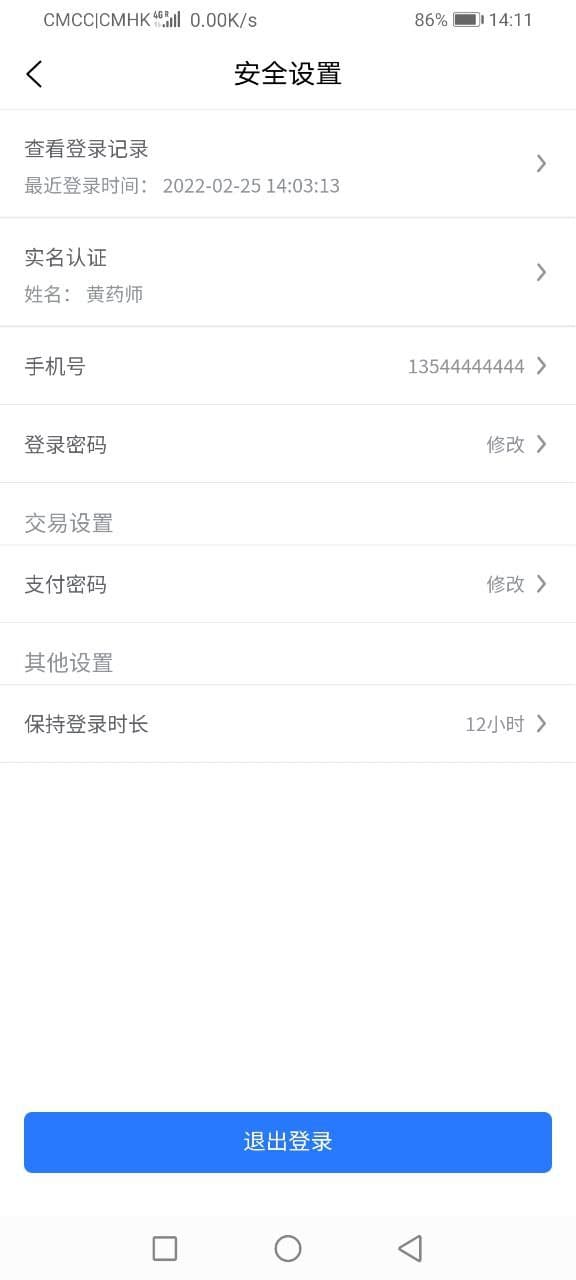 CMCC|CMHK 4G R 0.00K/s 86% 14:11
安全设置
查看登录记录
最近登录时间： 2022-02-25 14:03:13
实名认证
姓名： 黄药师
手机号 13544444444
登录密码 修改
交易设置
支付密码 修改
其他设置
保持登录时长 12小时
退出登录